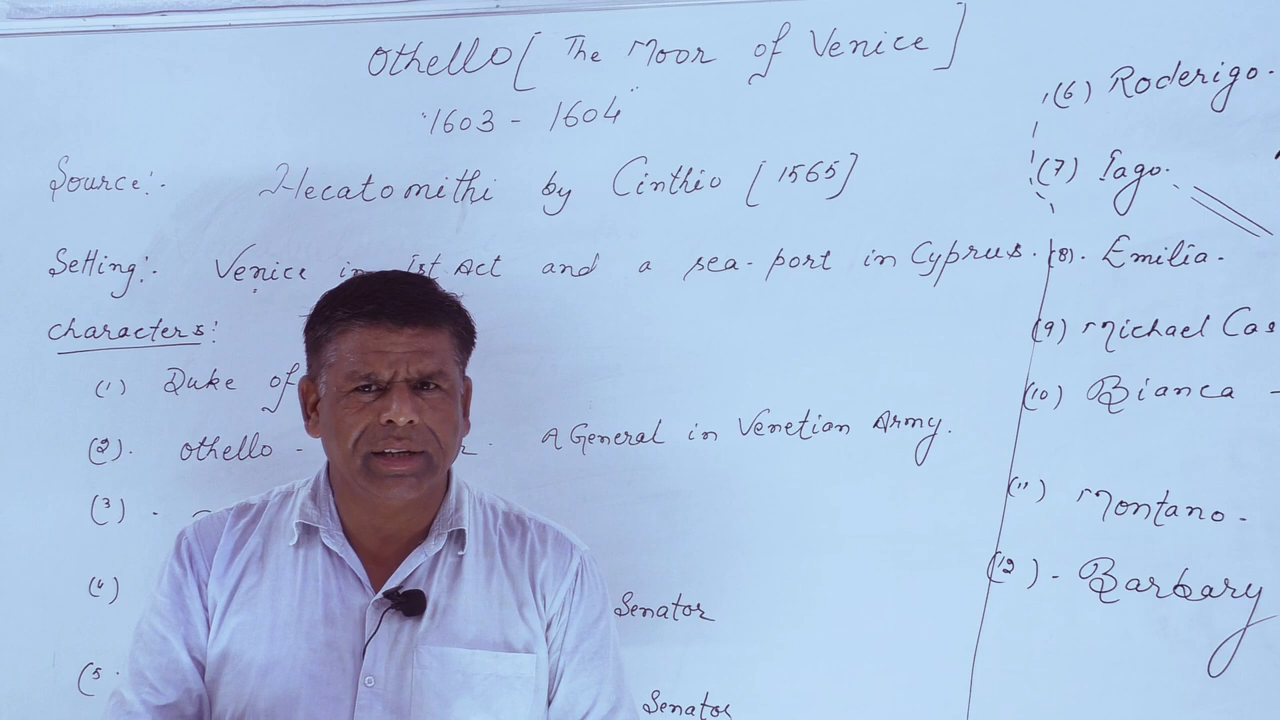 Othello [ The Moor of Venice ]
"1603 - 1604"
Source:- Hecatomithi by Cinthio [ 1565 ]
Setting:- Venice in Ist Act and a sea-port in Cyprus.
characters:
(1) Duke of
(2). Othello - A General in Venetian Army.
(3) -
(4) Senator
(5 Senator
(6) Roderigo.
(7) Iago.
(8). Emilia.
(9) Michael Cas
(10) Bianca -
(11) Montano -
(12) - Barbary